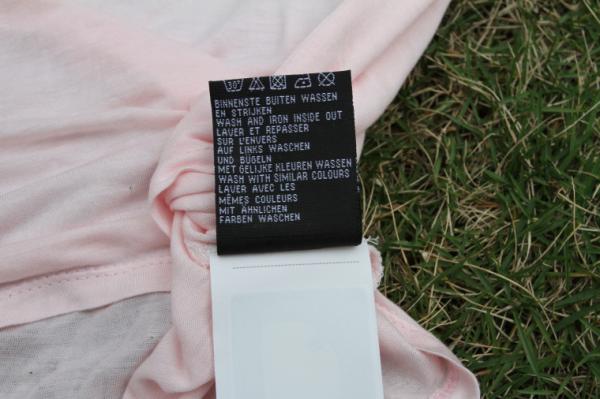 30°
BINNENSTE BUITEN WASSEN
EN STRIJKEN
WASH AND IRON INSIDE OUT
LAVER ET REPASSER
SUR L'ENVERS
AUF LINKS WASCHEN
UND BÜGELN
MET GELIJKE KLEUREN WASSEN
WASH WITH SIMILAR COLOURS
LAVER AVEC LES
MÊMES COULEURS
MIT ÄHNLICHEN
FARBEN WASCHEN